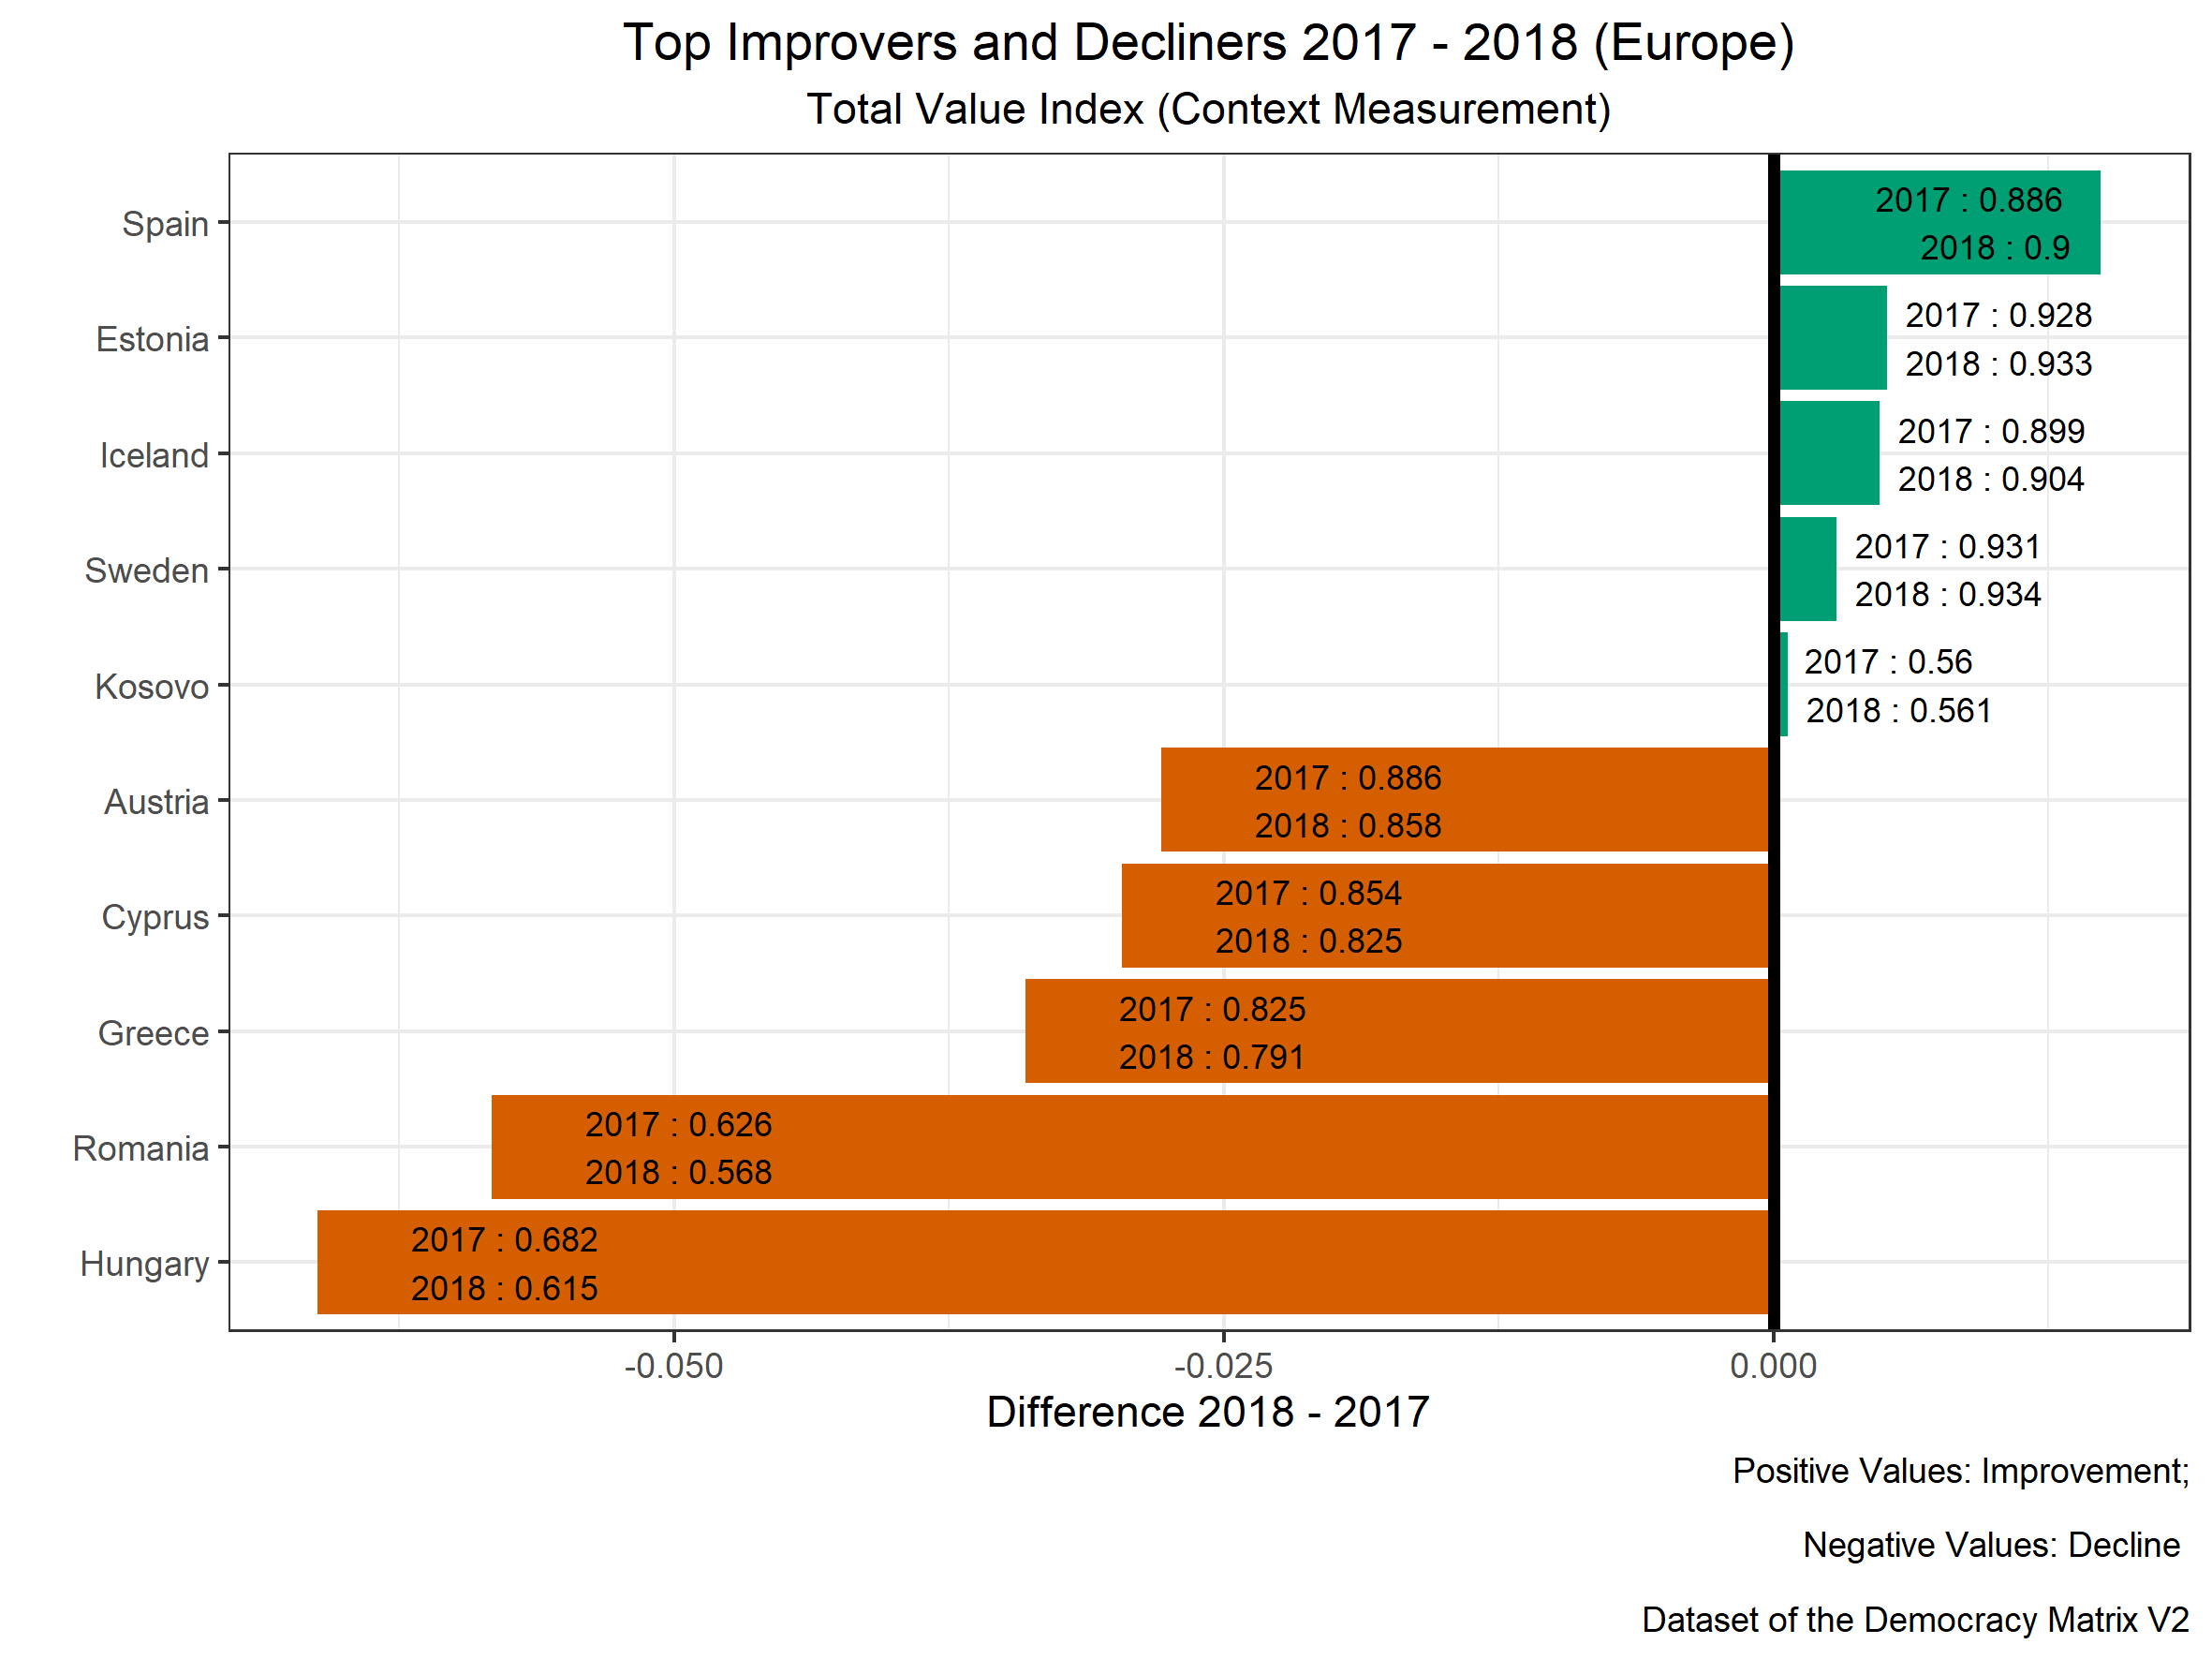 Top Improvers and Decliners 2017 - 2018 (Europe)
Total Value Index (Context Measurement)
Spain
2017 : 0.886
2018 : 0.9
Estonia
2017 : 0.928
2018 : 0.933
Iceland
2017 : 0.899
2018 : 0.904
Sweden
2017 : 0.931
2018 : 0.934
Kosovo
2017 : 0.56
2018 : 0.561
Austria
2017 : 0.886
2018 : 0.858
Cyprus
2017 : 0.854
2018 : 0.825
Greece
2017 : 0.825
2018 : 0.791
Romania
2017 : 0.626
2018 : 0.568
Hungary
2017 : 0.682
2018 : 0.615
-0.050 -0.025 0.000
Difference 2018 - 2017
Positive Values: Improvement;
Negative Values: Decline
Dataset of the Democracy Matrix V2